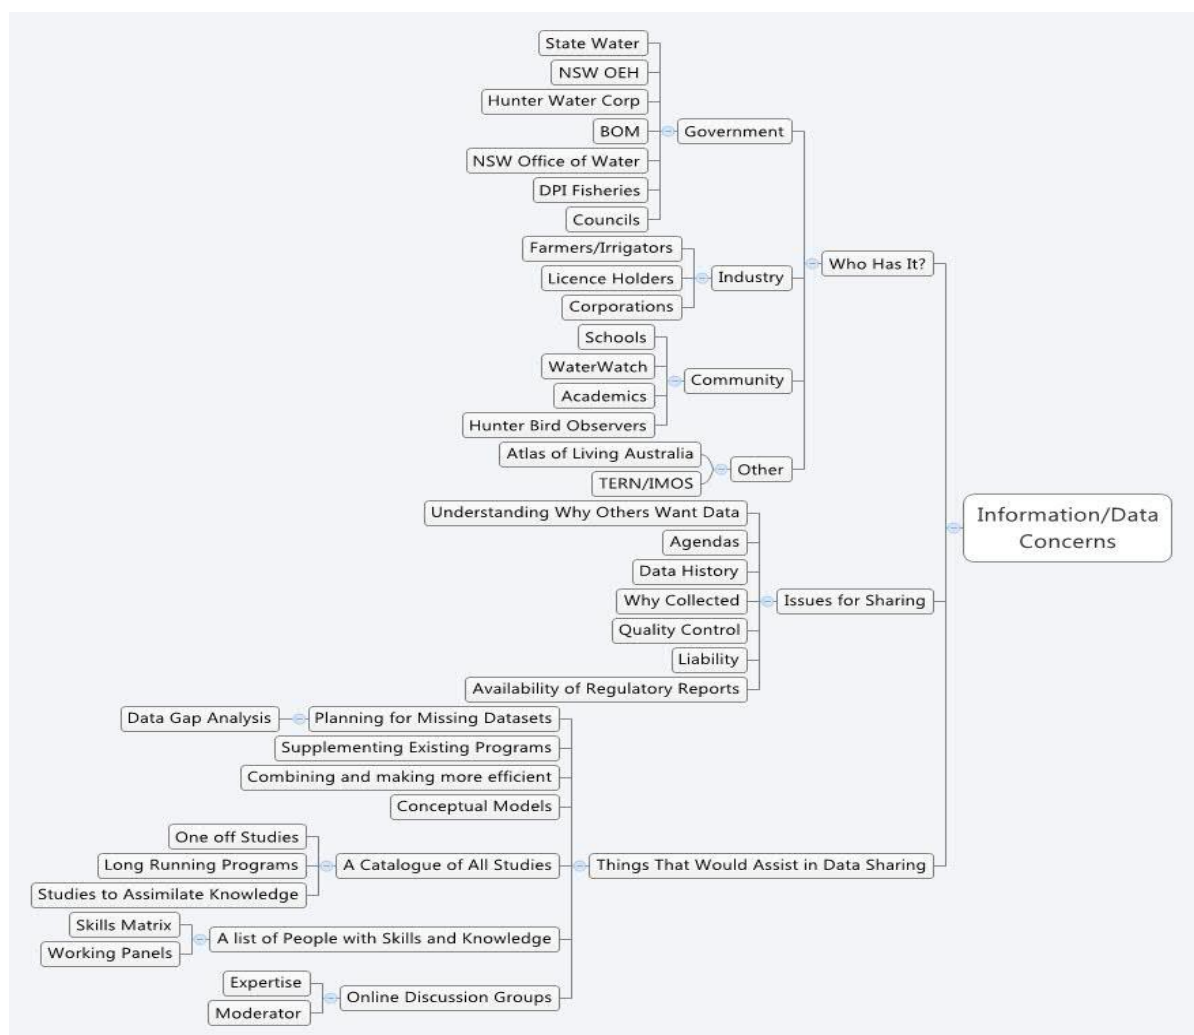 State Water
NSW OEH
Hunter Water Corp
BOM
Government
NSW Office of Water
DPI Fisheries
Councils
Farmers/Irrigators
Licence Holders
Industry
Corporations
Who Has It?
Schools
WaterWatch
Community
Academics
Hunter Bird Observers
Atlas of Living Australia
Other
TERN/IMOS
Information/Data
Concerns
Understanding Why Others Want Data
Agendas
Data History
Why Collected
Issues for Sharing
Quality Control
Liability
Availability of Regulatory Reports
Data Gap Analysis
Planning for Missing Datasets
Supplementing Existing Programs
Combining and making more efficient
Conceptual Models
One off Studies
Long Running Programs
A Catalogue of All Studies
Things That Would Assist in Data Sharing
Studies to Assimilate Knowledge
Skills Matrix
A list of People with Skills and Knowledge
Working Panels
Expertise
Online Discussion Groups
Moderator